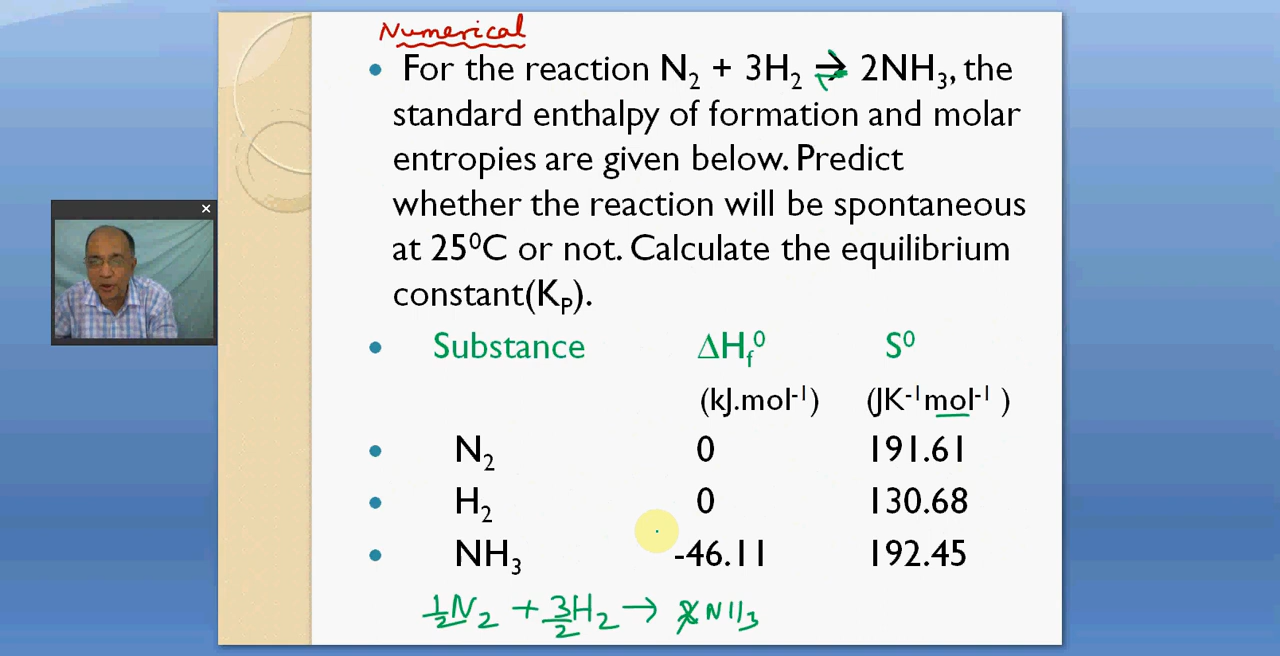 Numerical
• For the reaction N₂ + 3H₂ ⇌ 2NH₃, the
standard enthalpy of formation and molar
entropies are given below. Predict
whether the reaction will be spontaneous
at 25⁰C or not. Calculate the equilibrium
constant(K_P).
• Substance ΔH_f⁰ S⁰
(kJ.mol⁻¹) (JK⁻¹mol⁻¹ )
• N₂ 0 191.61
• H₂ 0 130.68
• NH₃ -46.11 192.45
½N₂ + 3/2H₂ → 2NH₃